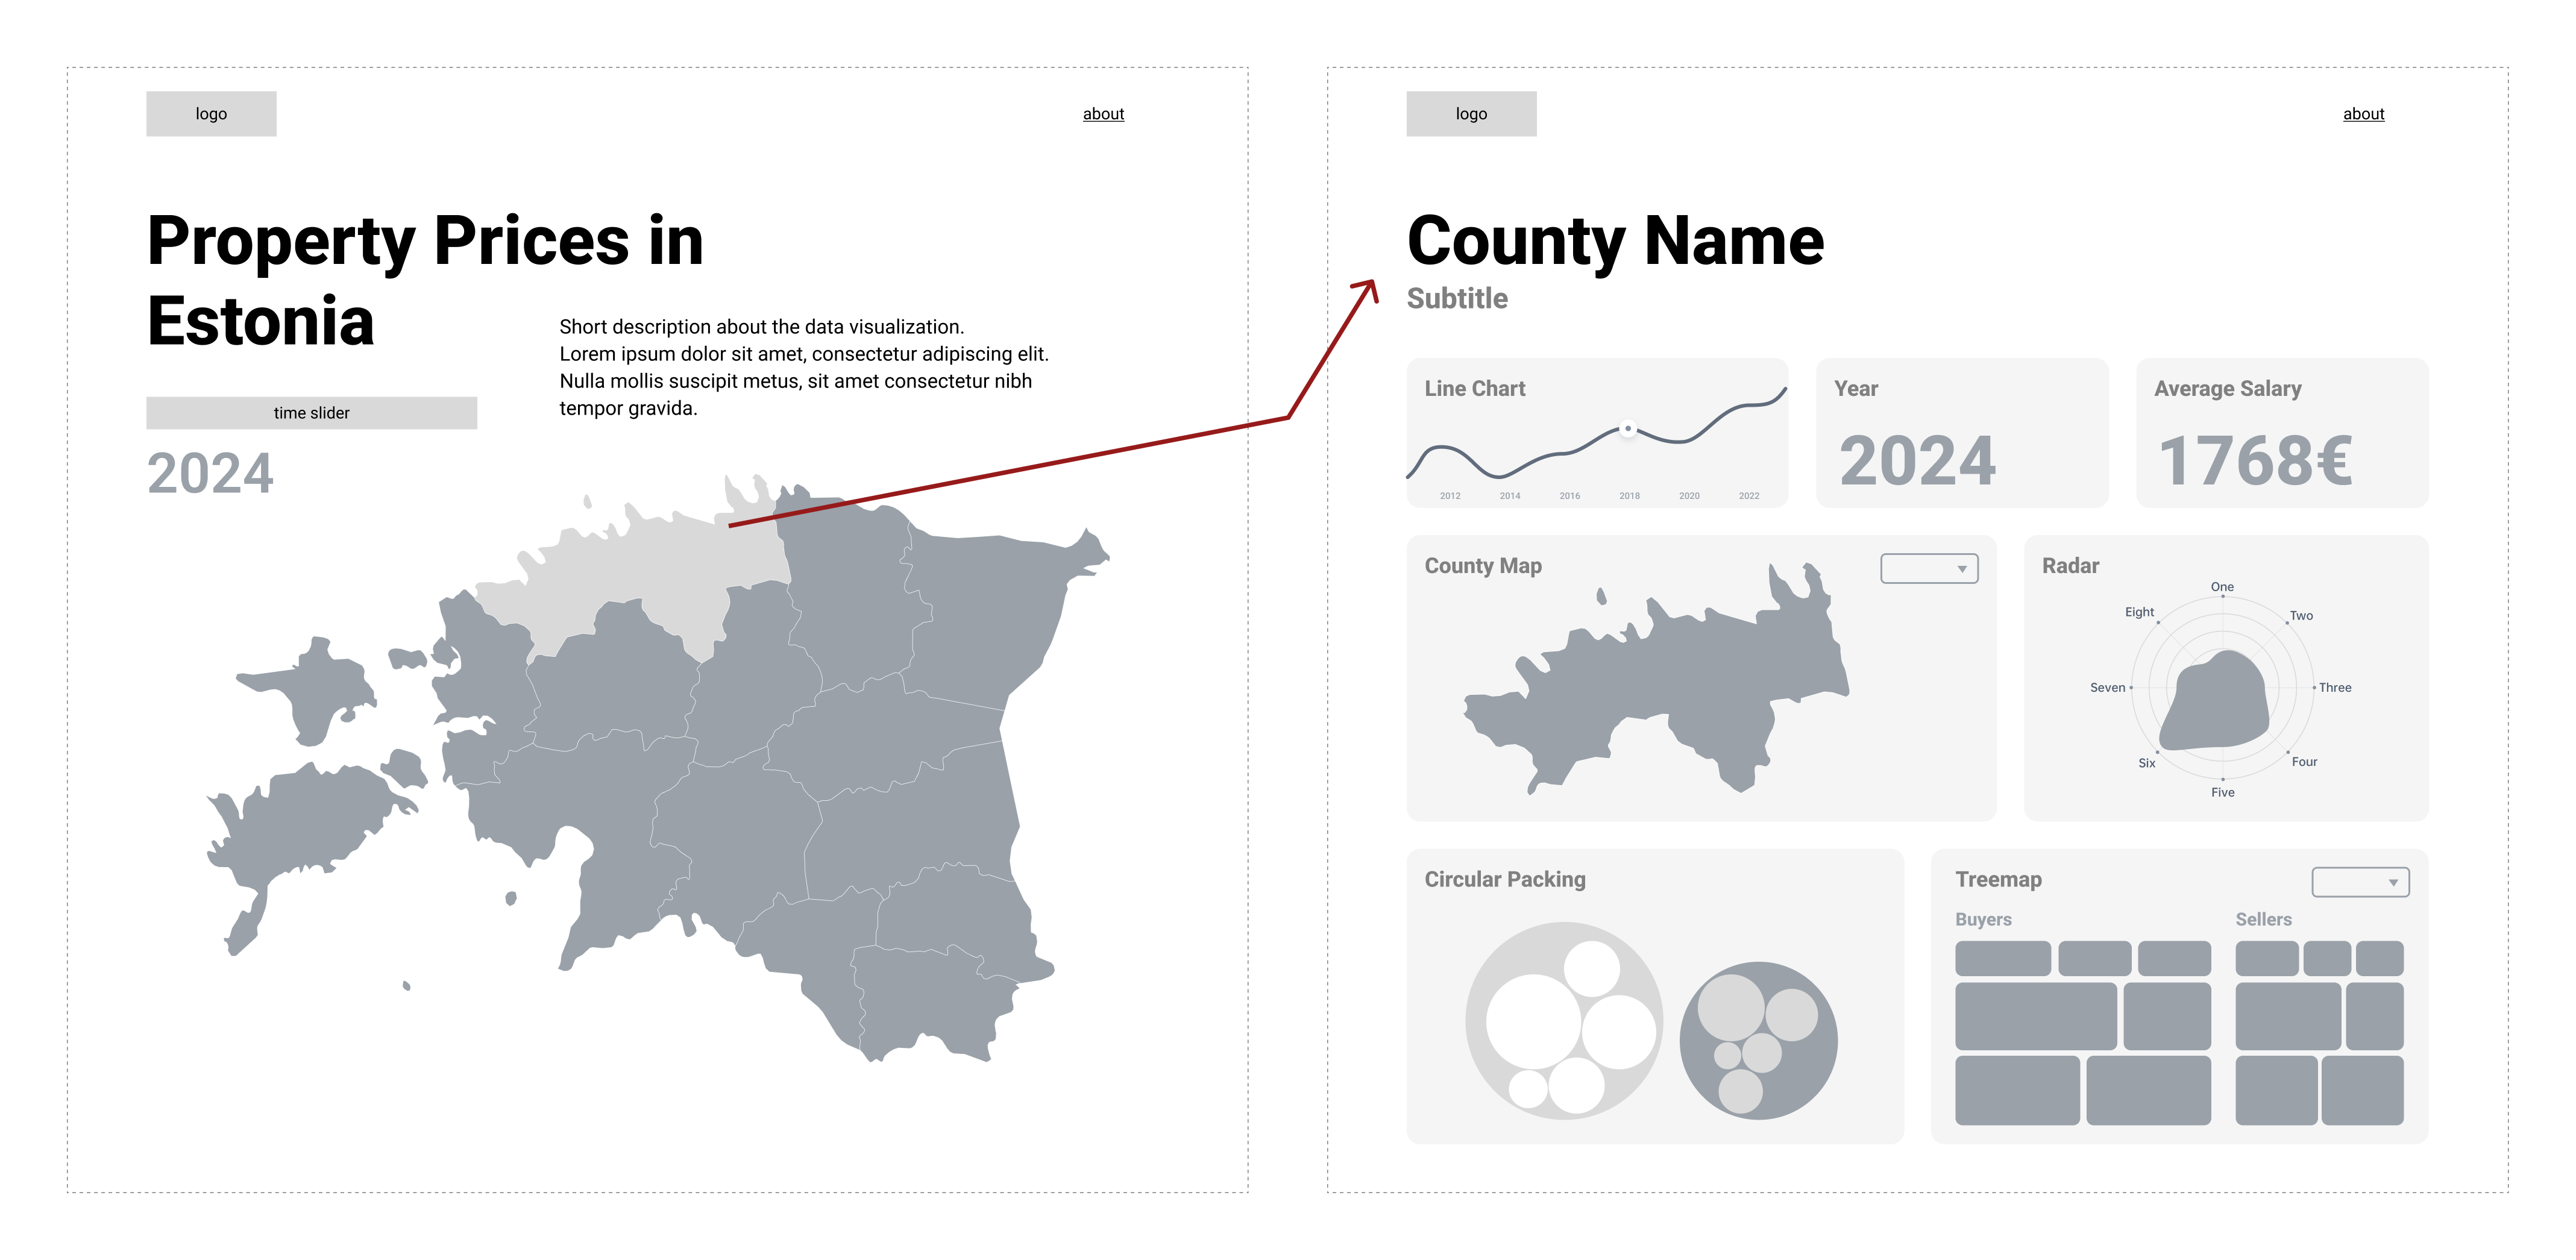 logo
about
Property Prices in
Estonia
Short description about the data visualization.
Lorem ipsum dolor sit amet, consectetur adipiscing elit.
Nulla mollis suscipit metus, sit amet consectetur nibh
tempor gravida.
time slider
2024
logo
about
County Name
Subtitle
Line Chart
2012 2014 2016 2018 2020 2022
Year
2024
Average Salary
1768€
County Map
Radar
One
Two
Three
Four
Five
Six
Seven
Eight
Circular Packing
Treemap
Buyers
Sellers